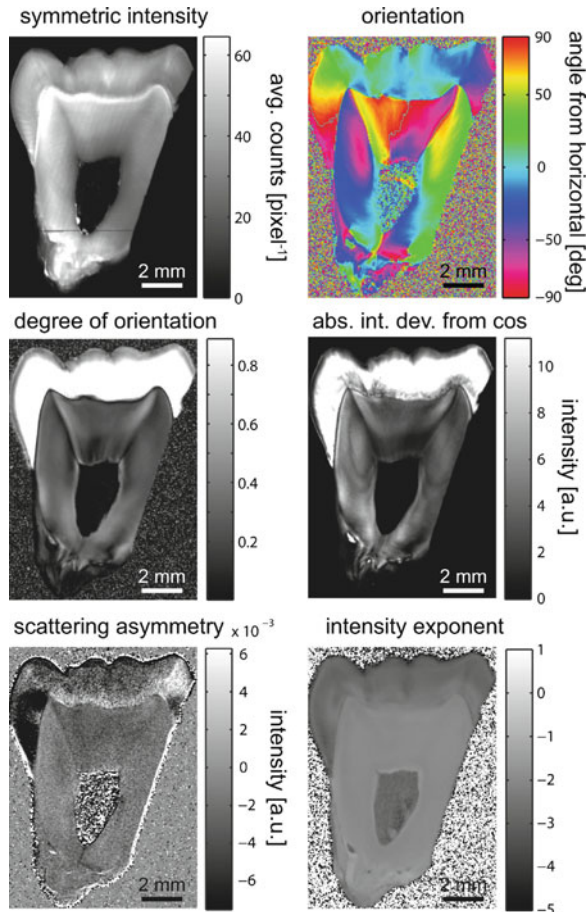 symmetric intensity
60
40
20
0
avg. counts [pixel⁻¹]
2 mm
orientation
90
50
0
−50
−90
angle from horizontal [deg]
2 mm
degree of orientation
0.8
0.6
0.4
0.2
2 mm
abs. int. dev. from cos
10
8
6
4
2
0
intensity [a.u.]
2 mm
scattering asymmetry x 10⁻³
6
4
2
0
−2
−4
−6
intensity [a.u.]
2 mm
intensity exponent
1
0
−1
−2
−3
−4
−5
2 mm